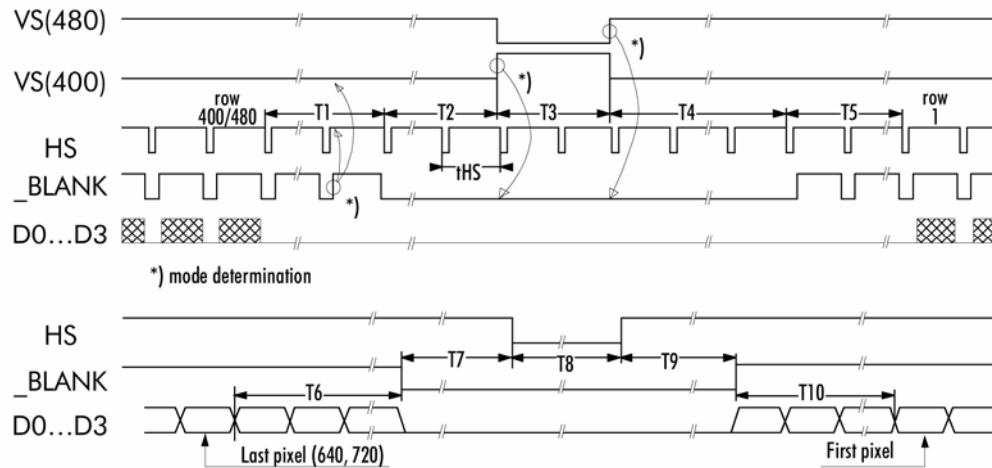 VS(480)
*)
VS(400)
*)
row
400/480
T1
T2
T3
T4
T5
row
1
HS
tHS
_BLANK
*)
D0...D3
*) mode determination
HS
T7
T8
T9
_BLANK
T6
T10
D0...D3
Last pixel (640, 720)
First pixel